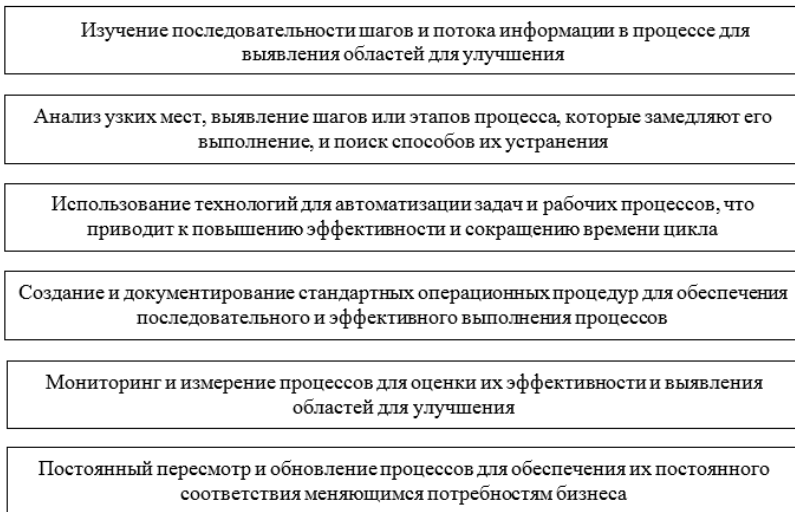 Изучение последовательности шагов и потока информации в процессе для
выявления областей для улучшения
Анализ узких мест, выявление шагов или этапов процесса, которые замедляют его
выполнение, и поиск способов их устранения
Использование технологий для автоматизации задач и рабочих процессов, что
приводит к повышению эффективности и сокращению времени цикла
Создание и документирование стандартных операционных процедур для обеспечения
последовательного и эффективного выполнения процессов
Мониторинг и измерение процессов для оценки их эффективности и выявления
областей для улучшения
Постоянный пересмотр и обновление процессов для обеспечения их постоянного
соответствия меняющимся потребностям бизнеса